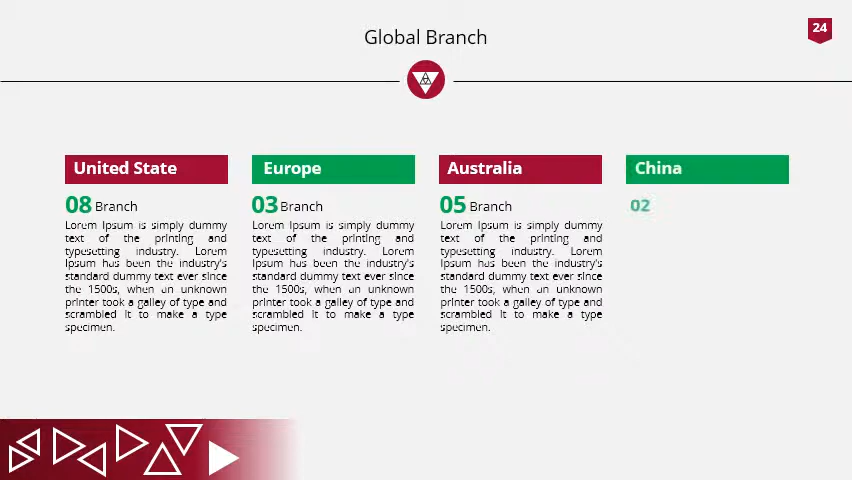 Global Branch
24
United State
08 Branch
Lorem Ipsum is simply dummy
text of the printing and
typesetting industry. Lorem
Ipsum has been the industry's
standard dummy text ever since
the 1500s, when an unknown
printer took a galley of type and
scrambled it to make a type
specimen.
Europe
03 Branch
Lorem Ipsum is simply dummy
text of the printing and
typesetting industry. Lorem
Ipsum has been the industry's
standard dummy text ever since
the 1500s, when an unknown
printer took a galley of type and
scrambled it to make a type
specimen.
Australia
05 Branch
Lorem Ipsum is simply dummy
text of the printing and
typesetting industry. Lorem
Ipsum has been the industry's
standard dummy text ever since
the 1500s, when an unknown
printer took a galley of type and
scrambled it to make a type
specimen.
China
02